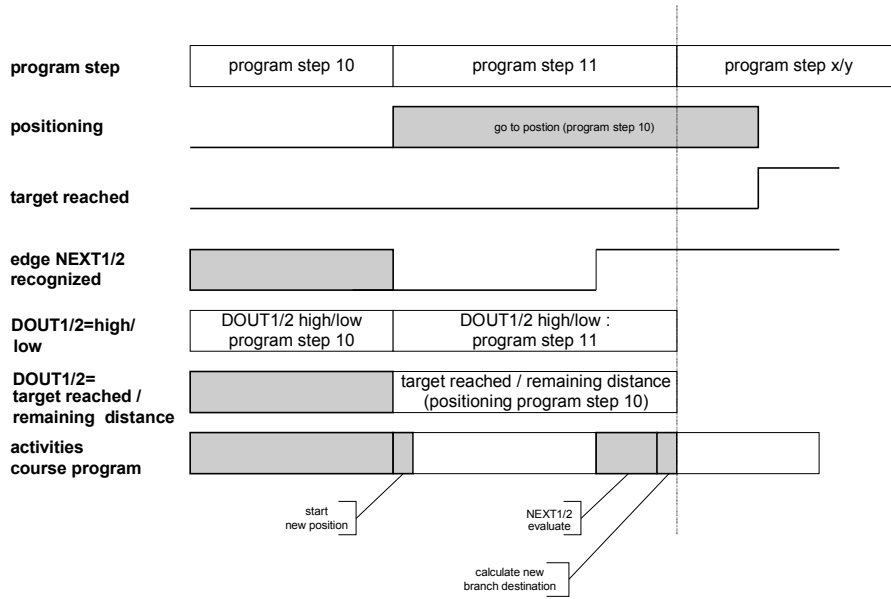 program step
program step 10
program step 11
program step x/y
positioning
go to postion (program step 10)
target reached
edge NEXT1/2
recognized
DOUT1/2=high/
low
DOUT1/2 high/low
program step 10
DOUT1/2 high/low :
program step 11
DOUT1/2=
target reached /
remaining distance
target reached / remaining distance
(positioning program step 10)
activities
course program
start
new position
NEXT1/2
evaluate
calculate new
branch destination